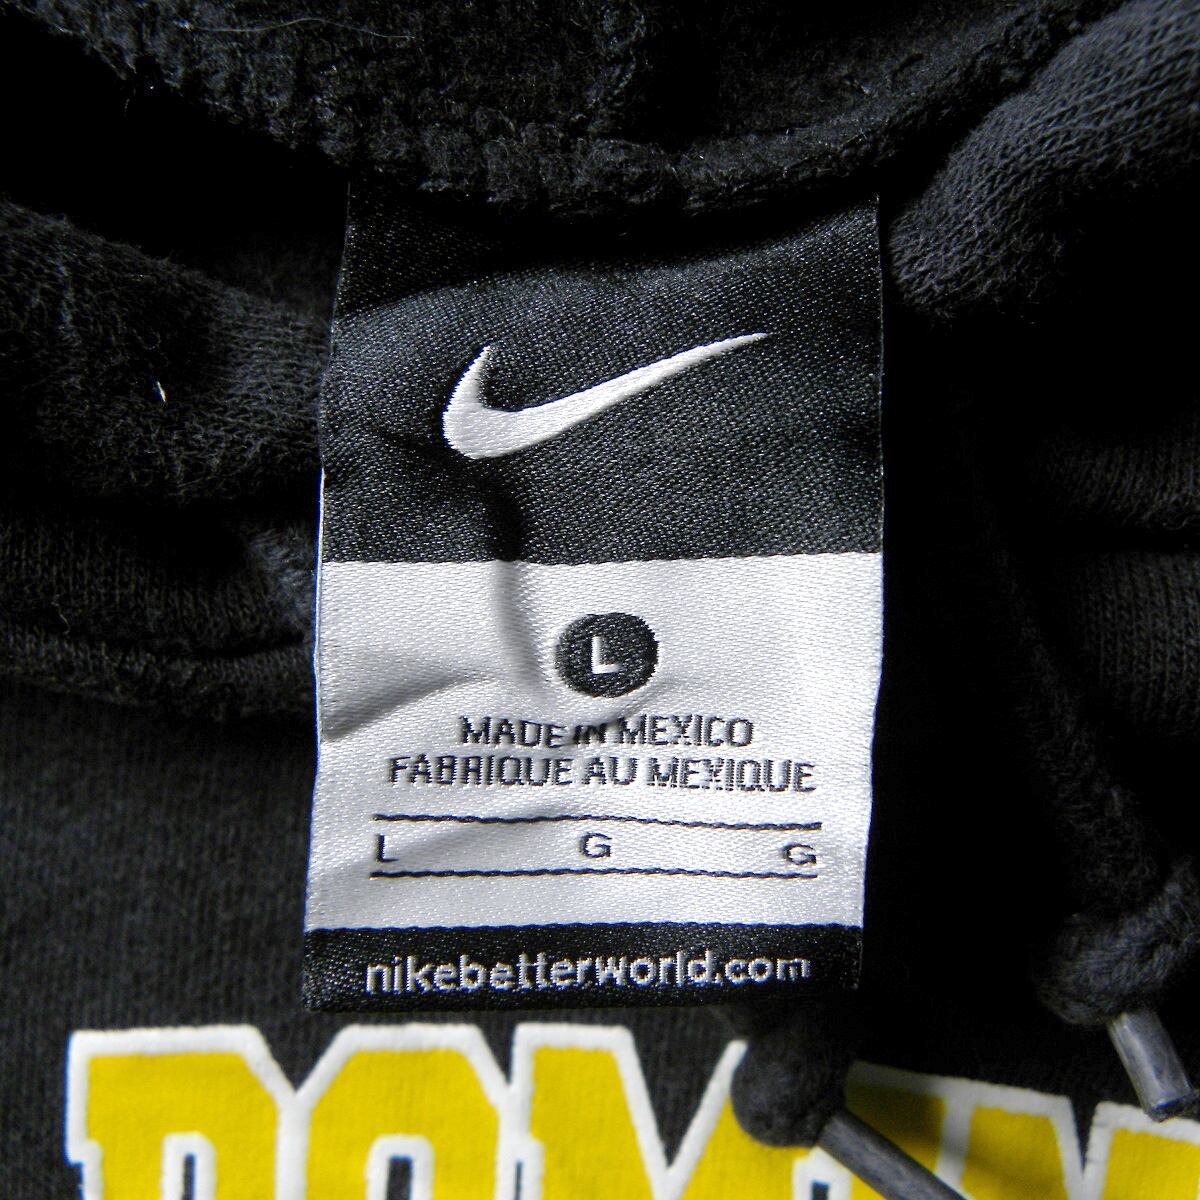 L
MADE IN MEXICO
FABRIQUE AU MEXIQUE
L G G
nikebetterworld.com